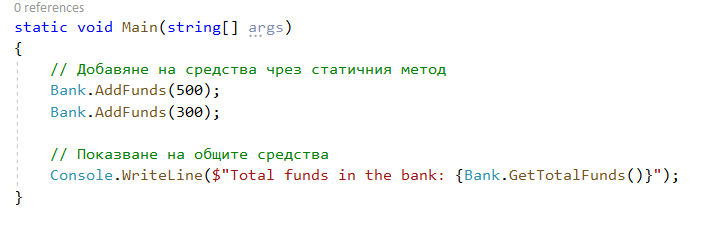 0 references
static void Main(string[] args)
{
// Добавяне на средства чрез статичния метод
Bank.AddFunds(500);
Bank.AddFunds(300);
// Показване на общите средства
Console.WriteLine($"Total funds in the bank: {Bank.GetTotalFunds()}");
}